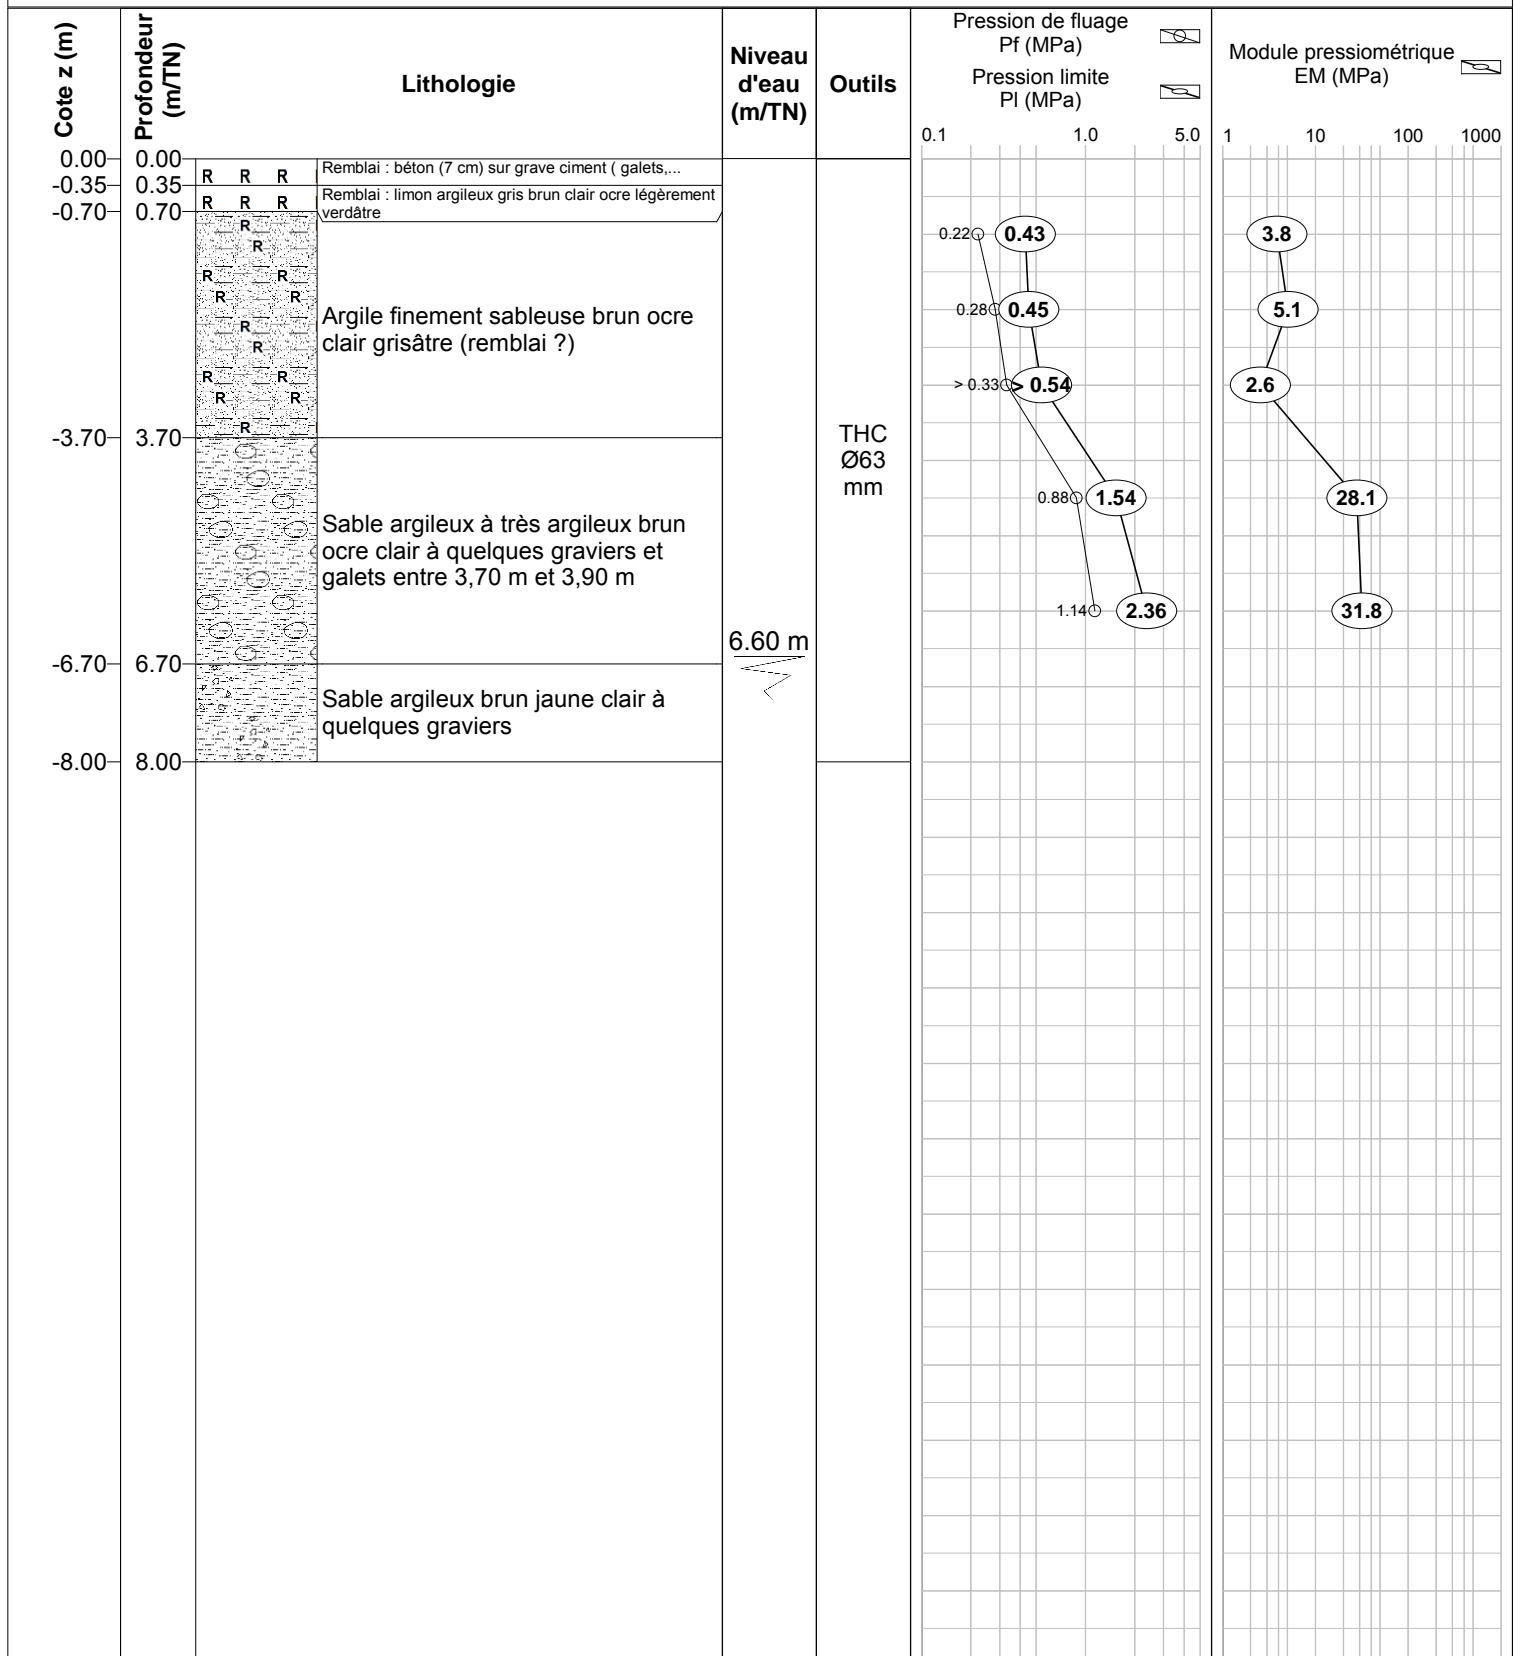 Cote z (m)
Profondeur
(m/TN)
Lithologie
Niveau
d'eau
(m/TN)
Outils
Pression de fluage
Pf (MPa)
Pression limite
Pl (MPa)
0.1 1.0 5.0
Module pressiométrique
EM (MPa)
1 10 100 1000
0.00 0.00
R R R
Remblai : béton (7 cm) sur grave ciment ( galets,...
-0.35 0.35
R R R
Remblai : limon argileux gris brun clair ocre légèrement
verdâtre
-0.70 0.70
R
R
R R
R R
R
R
R R
R R
R
Argile finement sableuse brun ocre
clair grisâtre (remblai ?)
0.22 0.43 3.8
0.28 0.45 5.1
> 0.33 > 0.54 2.6
-3.70 3.70
THC
Ø63
mm
0.88 1.54 28.1
Sable argileux à très argileux brun
ocre clair à quelques graviers et
galets entre 3,70 m et 3,90 m
1.14 2.36 31.8
6.60 m
-6.70 6.70
Sable argileux brun jaune clair à
quelques graviers
-8.00 8.00